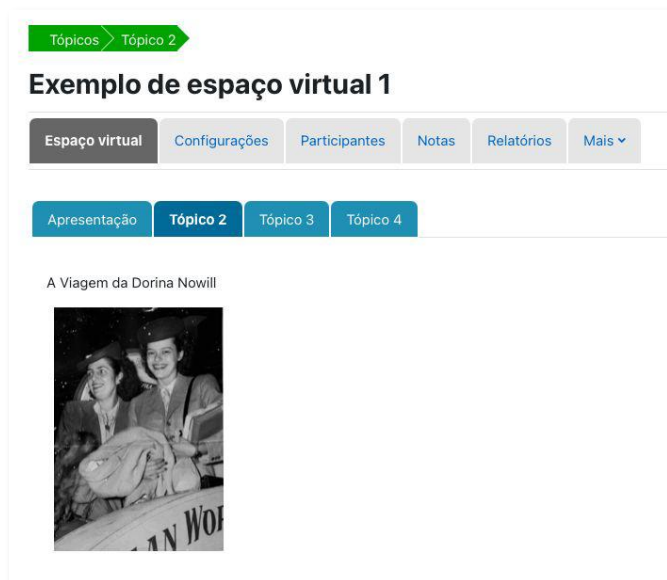 Tópicos Tópico 2
Exemplo de espaço virtual 1
Espaço virtual Configurações Participantes Notas Relatórios Mais
Apresentação Tópico 2 Tópico 3 Tópico 4
A Viagem da Dorina Nowill